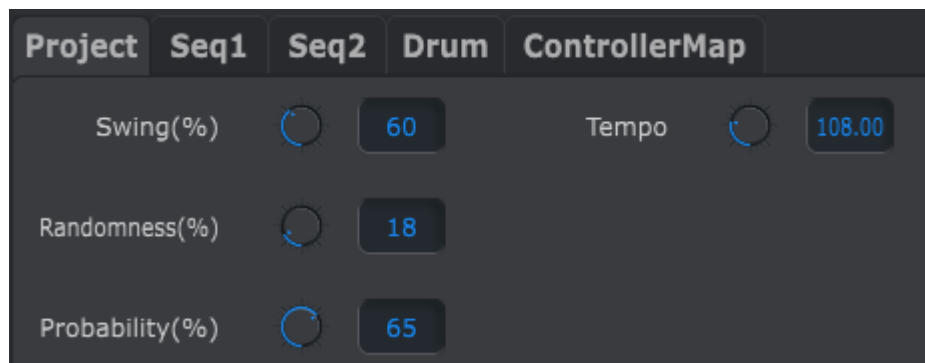 Project Seq1 Seq2 Drum ControllerMap
Swing(%) 60 Tempo 108.00
Randomness(%) 18
Probability(%) 65